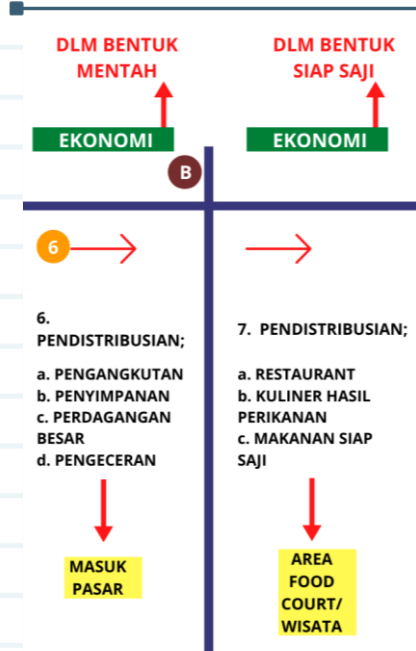 DLM BENTUK
MENTAH
DLM BENTUK
SIAP SAJI
EKONOMI
EKONOMI
B
6
6.
PENDISTRIBUSIAN;
a. PENGANGKUTAN
b. PENYIMPANAN
c. PERDAGANGAN
BESAR
d. PENGECERAN
MASUK
PASAR
7. PENDISTRIBUSIAN;
a. RESTAURANT
b. KULINER HASIL
PERIKANAN
c. MAKANAN SIAP
SAJI
AREA
FOOD
COURT/
WISATA